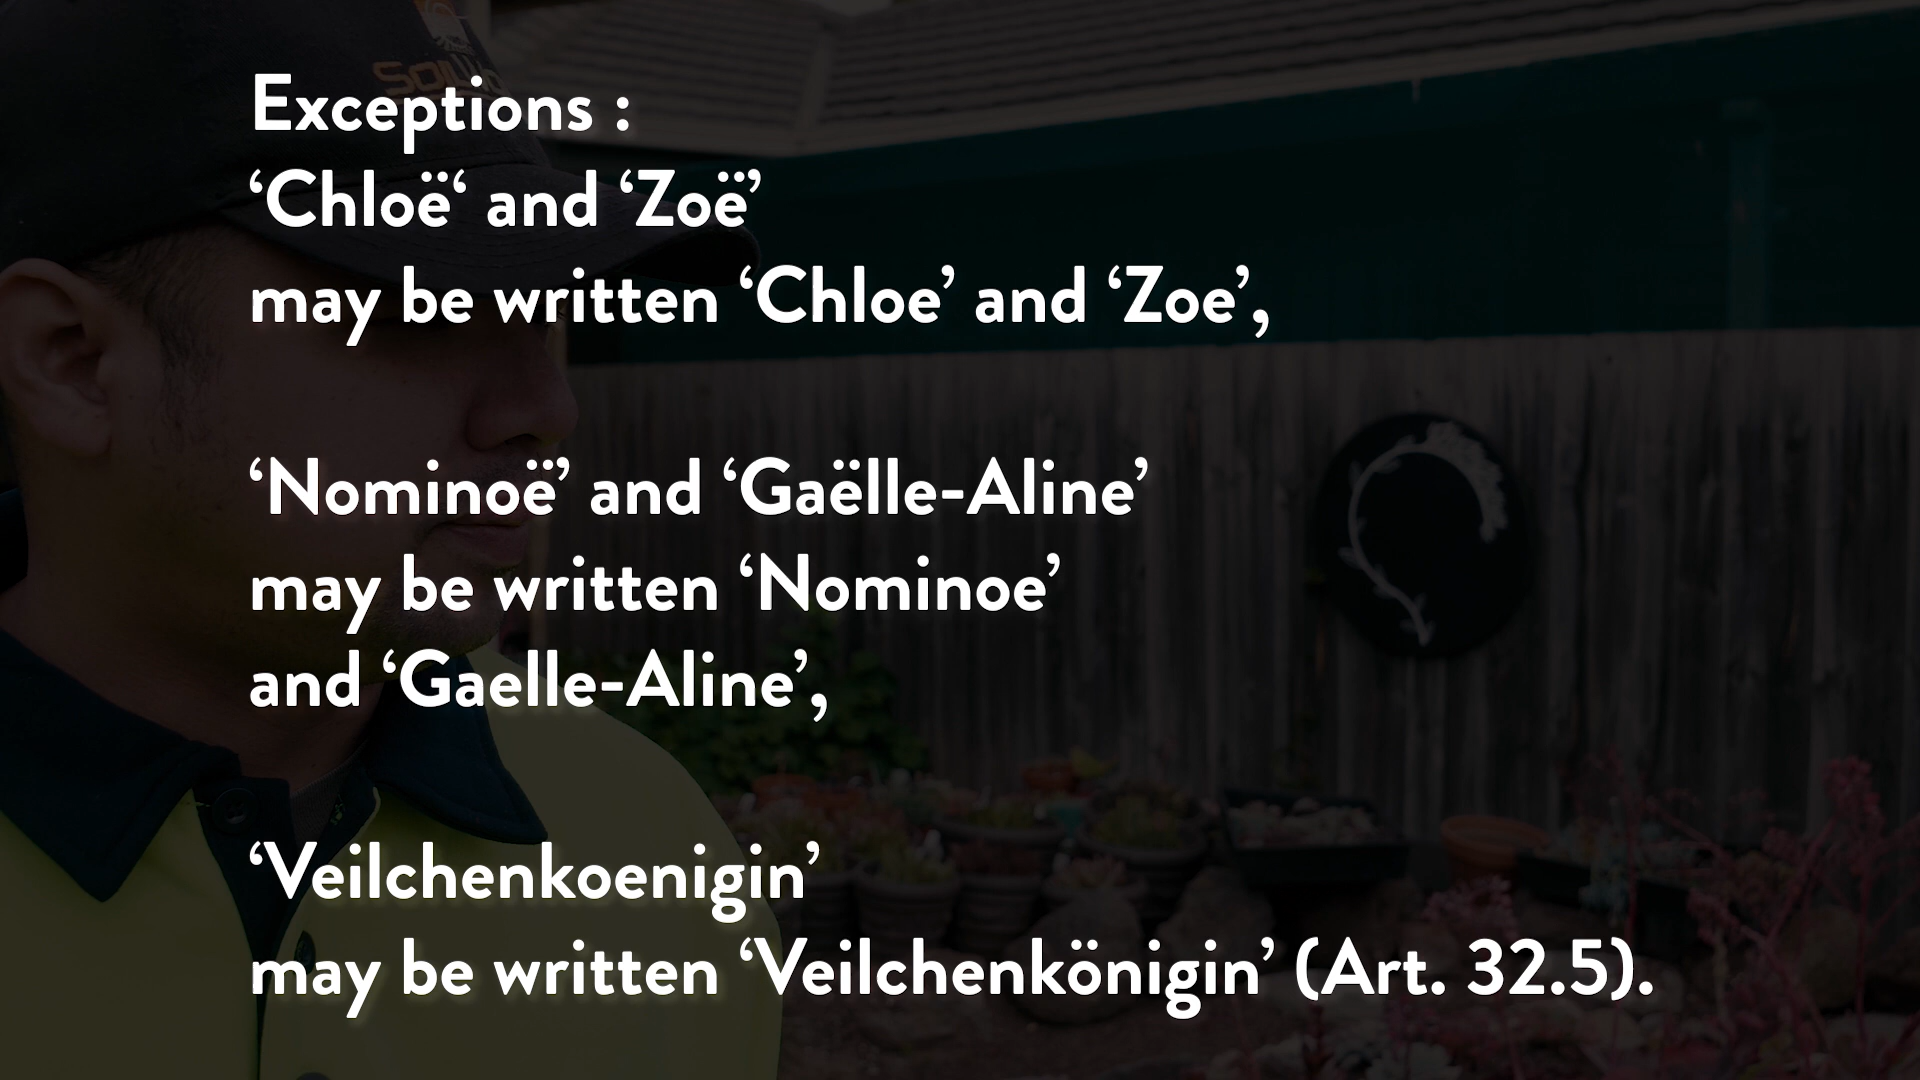 Exceptions :
‘Chloë‘ and ‘Zoë’
may be written ‘Chloe’ and ‘Zoe’,
‘Nominoë’ and ‘Gaëlle-Aline’
may be written ‘Nominoe’
and ‘Gaelle-Aline’,
‘Veilchenkoenigin’
may be written ‘Veilchenkönigin’ (Art. 32.5).